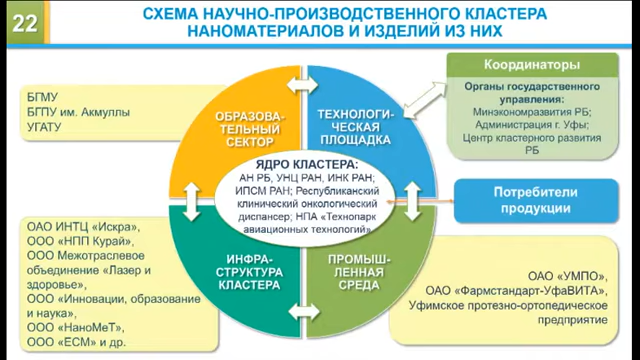 22
СХЕМА НАУЧНО-ПРОИЗВОДСТВЕННОГО КЛАСТЕРА
НАНОМАТЕРИАЛОВ И ИЗДЕЛИЙ ИЗ НИХ
БГМУ
БГПУ им. Акмуллы
УГАТУ
ОБРАЗОВА-
ТЕЛЬНЫЙ
СЕКТОР
ТЕХНОЛОГИ-
ЧЕСКАЯ
ПЛОЩАДКА
Координаторы
Органы государственного
управления:
Минэкономразвития РБ;
Администрация г. Уфы;
Центр кластерного развития
РБ
ЯДРО КЛАСТЕРА:
АН РБ, УНЦ РАН, ИНК РАН;
ИПСМ РАН; Республиканский
клинический онкологический
диспансер; НПА «Технопарк
авиационных технологий»
Потребители
продукции
ОАО ИНТЦ «Искра»,
ООО «НПП Курай»,
ООО Межотраслевое
объединение «Лазер и
здоровье»,
ООО «Инновации, образование
и наука»,
ООО «НаноМеТ»,
ООО «ЕСМ» и др.
ИНФРА-
СТРУКТУРА
КЛАСТЕРА
ПРОМЫШ-
ЛЕННАЯ
СРЕДА
ОАО «УМПО»,
ОАО «Фармстандарт-УфаВИТА»,
Уфимское протезно-ортопедическое
предприятие